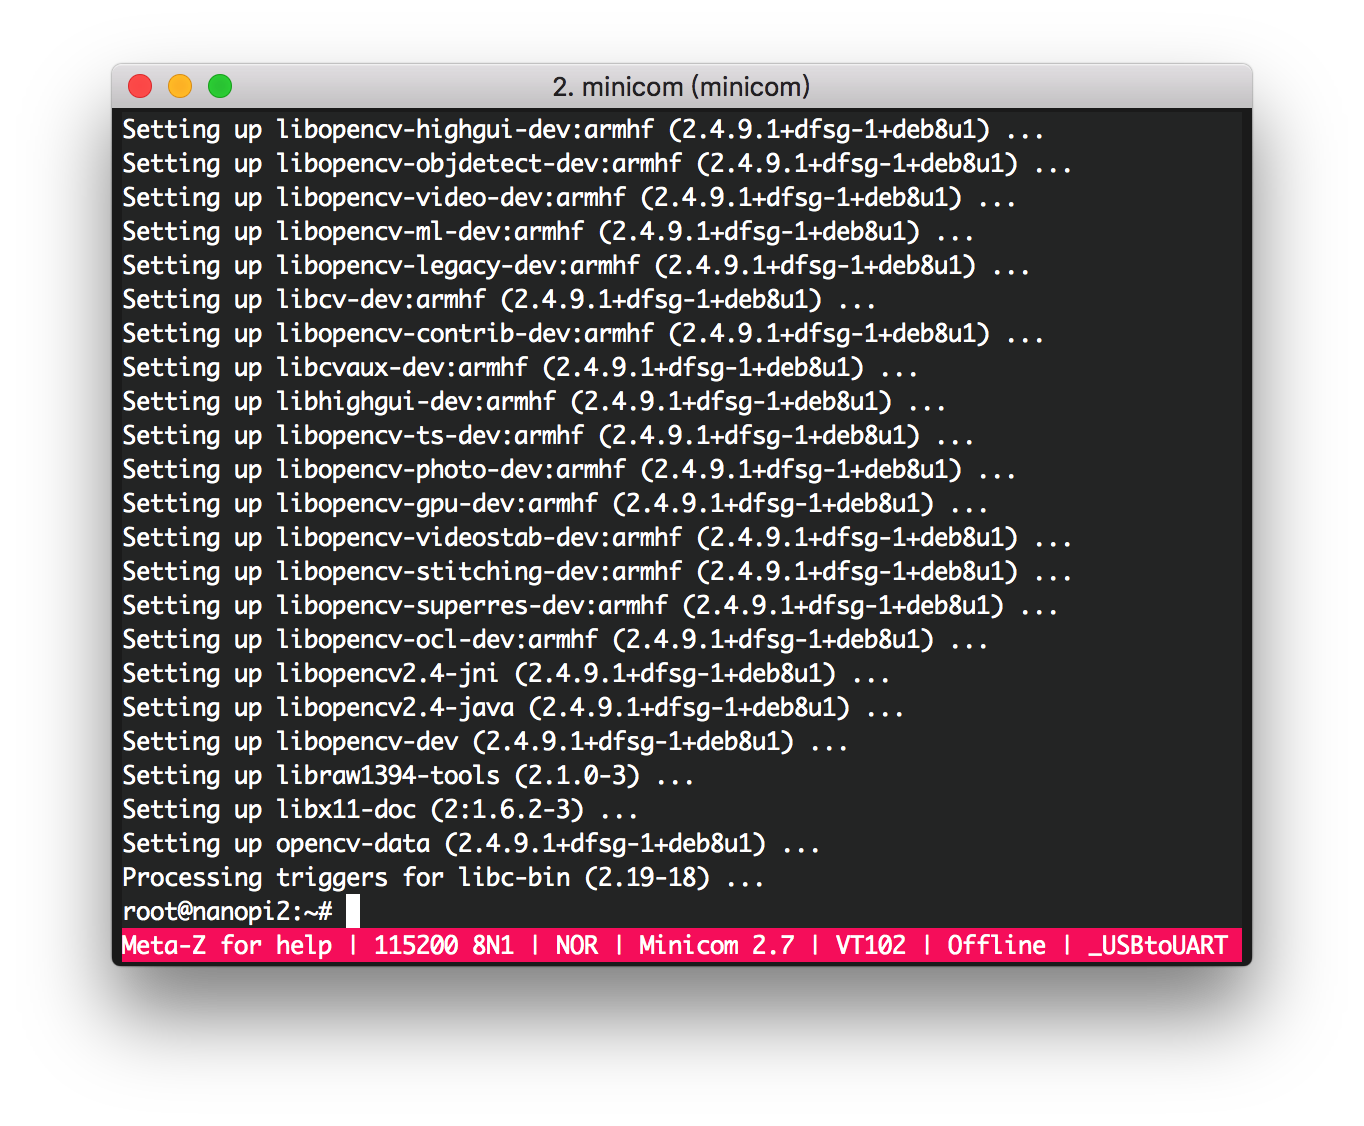 2. minicom (minicom)
Setting up libopencv-highgui-dev:armhf (2.4.9.1+dfsg-1+deb8u1) ...
Setting up libopencv-objdetect-dev:armhf (2.4.9.1+dfsg-1+deb8u1) ...
Setting up libopencv-video-dev:armhf (2.4.9.1+dfsg-1+deb8u1) ...
Setting up libopencv-ml-dev:armhf (2.4.9.1+dfsg-1+deb8u1) ...
Setting up libopencv-legacy-dev:armhf (2.4.9.1+dfsg-1+deb8u1) ...
Setting up libcv-dev:armhf (2.4.9.1+dfsg-1+deb8u1) ...
Setting up libopencv-contrib-dev:armhf (2.4.9.1+dfsg-1+deb8u1) ...
Setting up libcvaux-dev:armhf (2.4.9.1+dfsg-1+deb8u1) ...
Setting up libhighgui-dev:armhf (2.4.9.1+dfsg-1+deb8u1) ...
Setting up libopencv-ts-dev:armhf (2.4.9.1+dfsg-1+deb8u1) ...
Setting up libopencv-photo-dev:armhf (2.4.9.1+dfsg-1+deb8u1) ...
Setting up libopencv-gpu-dev:armhf (2.4.9.1+dfsg-1+deb8u1) ...
Setting up libopencv-videostab-dev:armhf (2.4.9.1+dfsg-1+deb8u1) ...
Setting up libopencv-stitching-dev:armhf (2.4.9.1+dfsg-1+deb8u1) ...
Setting up libopencv-superres-dev:armhf (2.4.9.1+dfsg-1+deb8u1) ...
Setting up libopencv-ocl-dev:armhf (2.4.9.1+dfsg-1+deb8u1) ...
Setting up libopencv2.4-jni (2.4.9.1+dfsg-1+deb8u1) ...
Setting up libopencv2.4-java (2.4.9.1+dfsg-1+deb8u1) ...
Setting up libopencv-dev (2.4.9.1+dfsg-1+deb8u1) ...
Setting up libraw1394-tools (2.1.0-3) ...
Setting up libx11-doc (2:1.6.2-3) ...
Setting up opencv-data (2.4.9.1+dfsg-1+deb8u1) ...
Processing triggers for libc-bin (2.19-18) ...
root@nanopi2:~#
Meta-Z for help | 115200 8N1 | NOR | Minicom 2.7 | VT102 | Offline | _USBtoUART